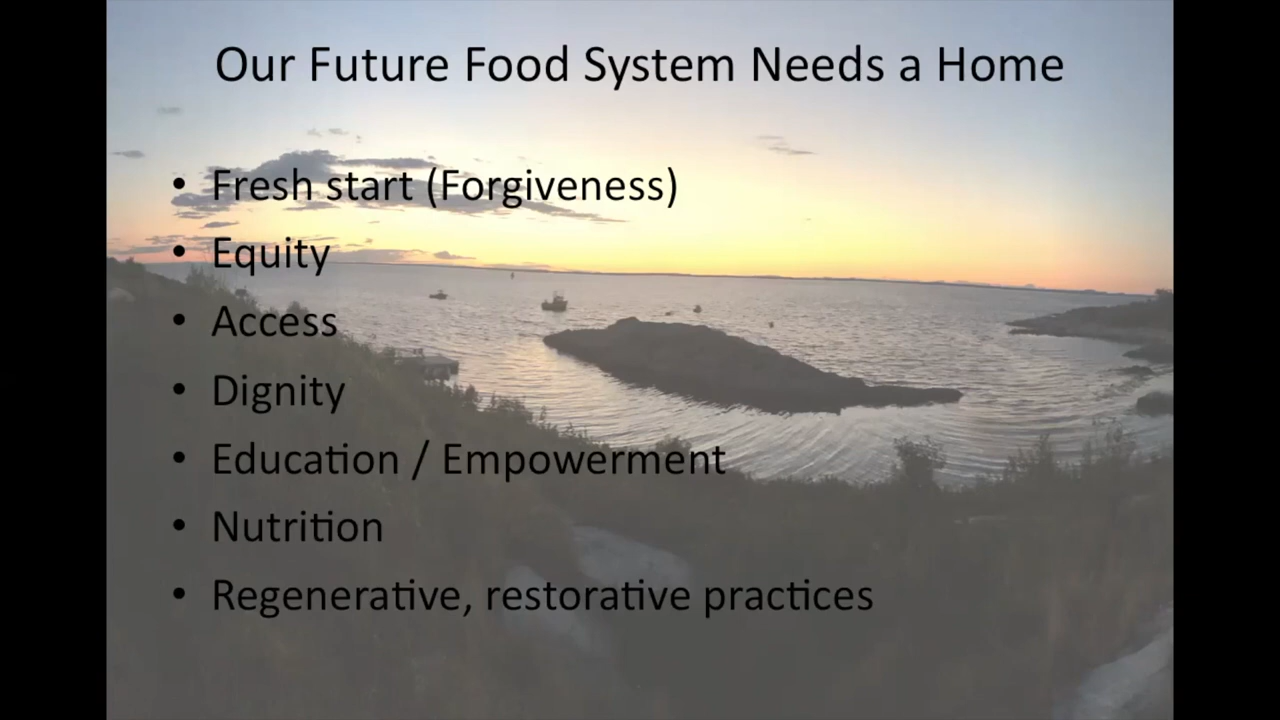 Our Future Food System Needs a Home
• Fresh start (Forgiveness)
• Equity
• Access
• Dignity
• Education / Empowerment
• Nutrition
• Regenerative, restorative practices